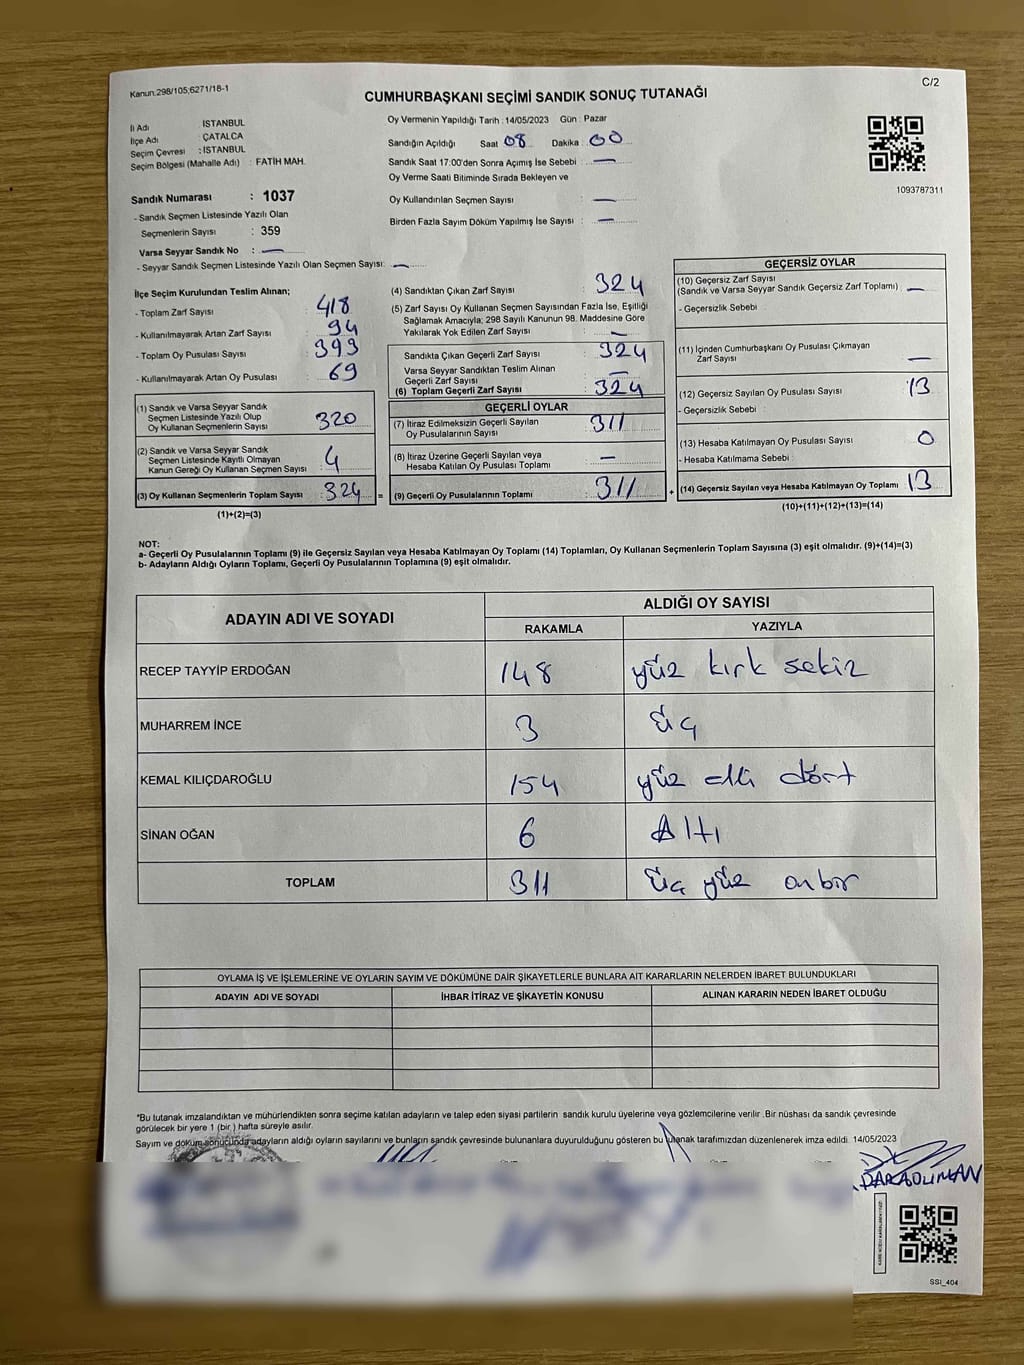 Kanun.298/105;6271/18-1
C/2
CUMHURBAŞKANI SEÇİMİ SANDIK SONUÇ TUTANAĞI
İl Adı : İSTANBUL
İlçe Adı : ÇATALCA
Seçim Çevresi : İSTANBUL
Seçim Bölgesi (Mahalle Adı) : FATİH MAH.
Oy Vermenin Yapıldığı Tarih : 14/05/2023 Gün : Pazar
Sandığın Açıldığı Saat 08 Dakika : 00
Sandık Saat 17:00'den Sonra Açımış İse Sebebi : —
Oy Verme Saati Bitiminde Sırada Bekleyen ve
Oy Kullandırılan Seçmen Sayısı : —
Birden Fazla Sayım Döküm Yapılmış İse Sayısı : —
1093787311
Sandık Numarası : 1037
- Sandık Seçmen Listesinde Yazılı Olan
Seçmenlerin Sayısı : 359
Varsa Seyyar Sandık No : —
- Seyyar Sandık Seçmen Listesinde Yazılı Olan Seçmen Sayısı: —
İlçe Seçim Kurulundan Teslim Alınan;
- Toplam Zarf Sayısı : 418
- Kullanılmayarak Artan Zarf Sayısı : 94
- Toplam Oy Pusulası Sayısı : 393
- Kullanılmayarak Artan Oy Pusulası : 69
(1) Sandık ve Varsa Seyyar Sandık
Seçmen Listesinde Yazılı Olup
Oy Kullanan Seçmenlerin Sayısı : 320
(2) Sandık ve Varsa Seyyar Sandık
Seçmen Listesinde Kayıtlı Olmayan
Kanun Gereği Oy Kullanan Seçmen Sayısı : 4
(3) Oy Kullanan Seçmenlerin Toplam Sayısı : 324 =
(1)+(2)=(3)
(4) Sandıktan Çıkan Zarf Sayısı : 324
(5) Zarf Sayısı Oy Kullanan Seçmen Sayısından Fazla İse, Eşitliği
Sağlamak Amacıyla; 298 Sayılı Kanunun 98. Maddesine Göre
Yakılarak Yok Edilen Zarf Sayısı : —
Sandıkta Çıkan Geçerli Zarf Sayısı : 324
Varsa Seyyar Sandıktan Teslim Alınan
Geçerli Zarf Sayısı : —
(6) Toplam Geçerli Zarf Sayısı : 324
GEÇERLİ OYLAR
(7) İtiraz Edilmeksizin Geçerli Sayılan
Oy Pusulalarının Sayısı : 311
(8) İtiraz Üzerine Geçerli Sayılan veya
Hesaba Katılan Oy Pusulası Toplamı : —
(9) Geçerli Oy Pusulalarının Toplamı : 311 +
GEÇERSİZ OYLAR
(10) Geçersiz Zarf Sayısı
(Sandık ve Varsa Seyyar Sandık Geçersiz Zarf Toplamı) : —
- Geçersizlik Sebebi :
(11) İçinden Cumhurbaşkanı Oy Pusulası Çıkmayan
Zarf Sayısı : —
(12) Geçersiz Sayılan Oy Pusulası Sayısı : 13
- Geçersizlik Sebebi :
(13) Hesaba Katılmayan Oy Pusulası Sayısı : 0
- Hesaba Katılmama Sebebi :
(14) Geçersiz Sayılan veya Hesaba Katılmayan Oy Toplamı : 13
(10)+(11)+(12)+(13)=(14)
NOT:
a- Geçerli Oy Pusulalarının Toplamı (9) ile Geçersiz Sayılan veya Hesaba Katılmayan Oy Toplamı (14) Toplamları, Oy Kullanan Seçmenlerin Toplam Sayısına (3) eşit olmalıdır. (9)+(14)=(3)
b- Adayların Aldığı Oyların Toplamı, Geçerli Oy Pusulalarının Toplamına (9) eşit olmalıdır.
ADAYIN ADI VE SOYADI
ALDIĞI OY SAYISI
RAKAMLA YAZIYLA
RECEP TAYYİP ERDOĞAN 148 yüz kırk sekiz
MUHARREM İNCE 3 üç
KEMAL KILIÇDAROĞLU 154 yüz elli dört
SİNAN OĞAN 6 Altı
TOPLAM 311 üç yüz onbir
OYLAMA İŞ VE İŞLEMLERİNE VE OYLARIN SAYIM VE DÖKÜMÜNE DAİR ŞİKAYETLERLE BUNLARA AİT KARARLARIN NELERDEN İBARET BULUNDUKLARI
ADAYIN ADI VE SOYADI İHBAR İTİRAZ VE ŞİKAYETİN KONUSU ALINAN KARARIN NEDEN İBARET OLDUĞU
*Bu tutanak imzalandıktan ve mühürlendikten sonra seçime katılan adayların ve talep eden siyasi partilerin sandık kurulu üyelerine veya gözlemcilerine verilir .Bir nüshası da sandık çevresinde
görülecek bir yere 1 (bir ) hafta süreyle asılır.
Sayım ve döküm sonucunda adayların aldığı oyların sayılarını ve bunların sandık çevresinde bulunanlara duyurulduğunu gösteren bu tutanak tarafımızdan düzenlenerek imza edildi. 14/05/2023
SSI_404